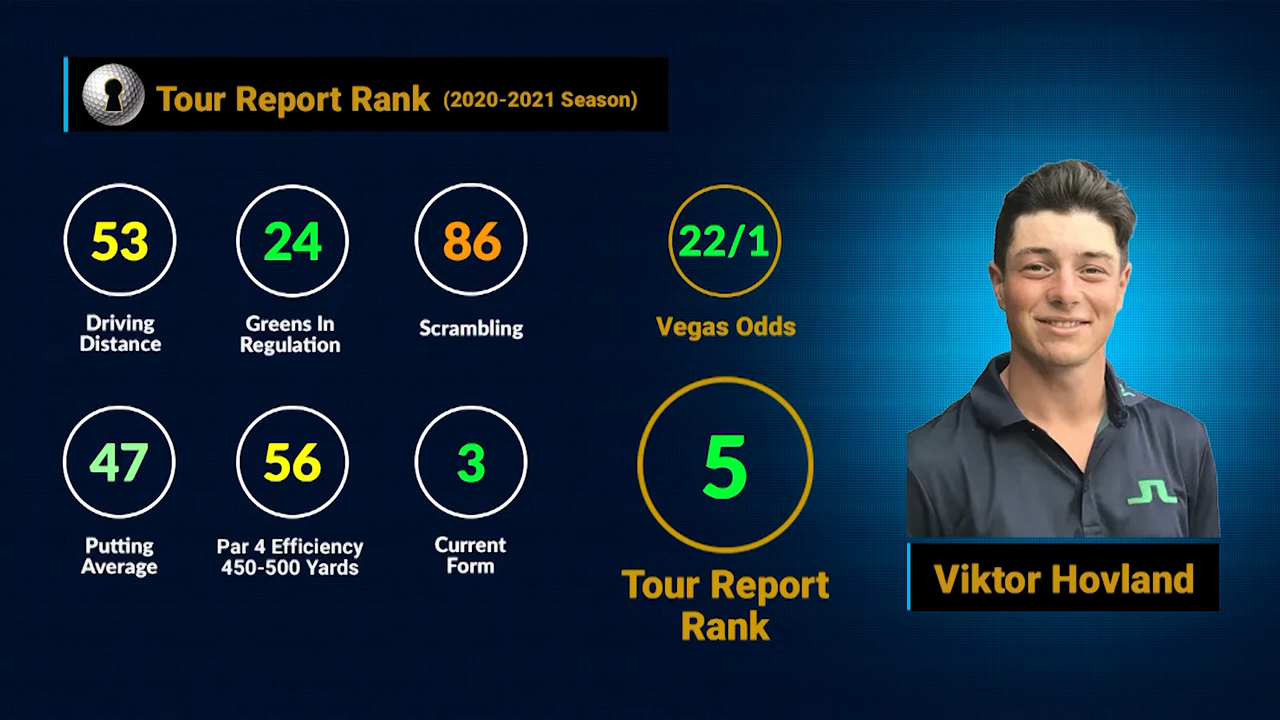 Tour Report Rank (2020-2021 Season)
53
Driving
Distance
24
Greens In
Regulation
86
Scrambling
22/1
Vegas Odds
47
Putting
Average
56
Par 4 Efficiency
450-500 Yards
3
Current
Form
5
Tour Report
Rank
Viktor Hovland